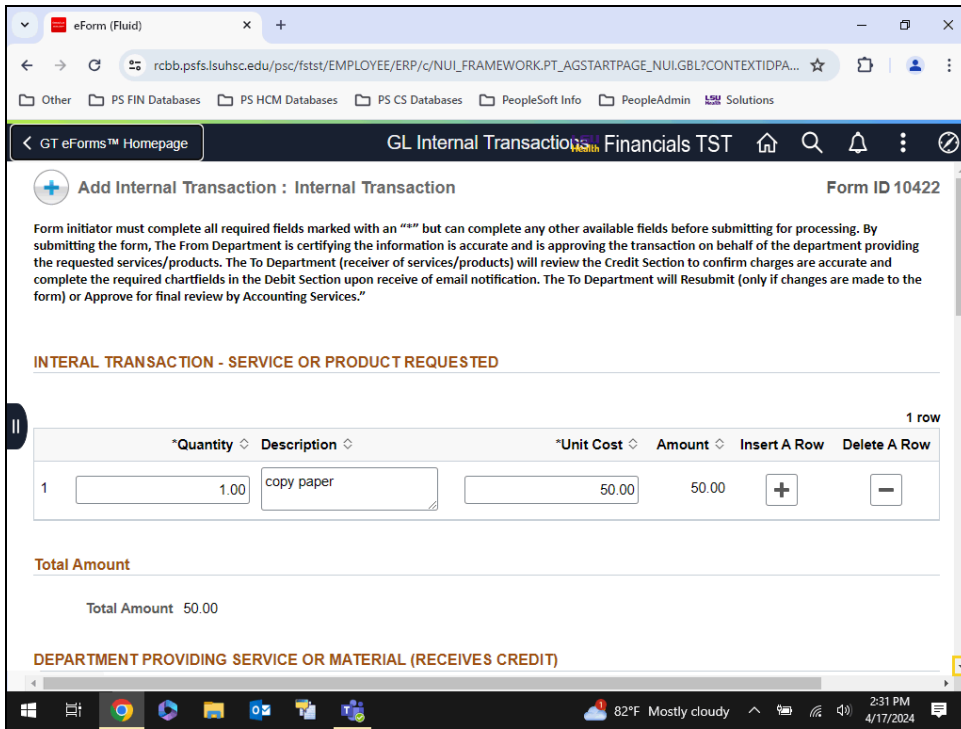 eForm (Fluid)
rcbb.psfs.lsuhsc.edu/psc/fstst/EMPLOYEE/ERP/c/NUI_FRAMEWORK.PT_AGSTARTPAGE_NUI.GBL?CONTEXTIDPA...
Other PS FIN Databases PS HCM Databases PS CS Databases PeopleSoft Info PeopleAdmin LSU Health Solutions
GT eForms™ Homepage GL Internal Transactions LSU Health Financials TST
Add Internal Transaction : Internal Transaction Form ID 10422
Form initiator must complete all required fields marked with an “*” but can complete any other available fields before submitting for processing. By
submitting the form, The From Department is certifying the information is accurate and is approving the transaction on behalf of the department providing
the requested services/products. The To Department (receiver of services/products) will review the Credit Section to confirm charges are accurate and
complete the required chartfields in the Debit Section upon receive of email notification. The To Department will Resubmit (only if changes are made to the
form) or Approve for final review by Accounting Services.”
INTERAL TRANSACTION - SERVICE OR PRODUCT REQUESTED
1 row
*Quantity Description *Unit Cost Amount Insert A Row Delete A Row
1 1.00 copy paper 50.00 50.00
Total Amount
Total Amount 50.00
DEPARTMENT PROVIDING SERVICE OR MATERIAL (RECEIVES CREDIT)
1 82°F Mostly cloudy 2:31 PM
4/17/2024